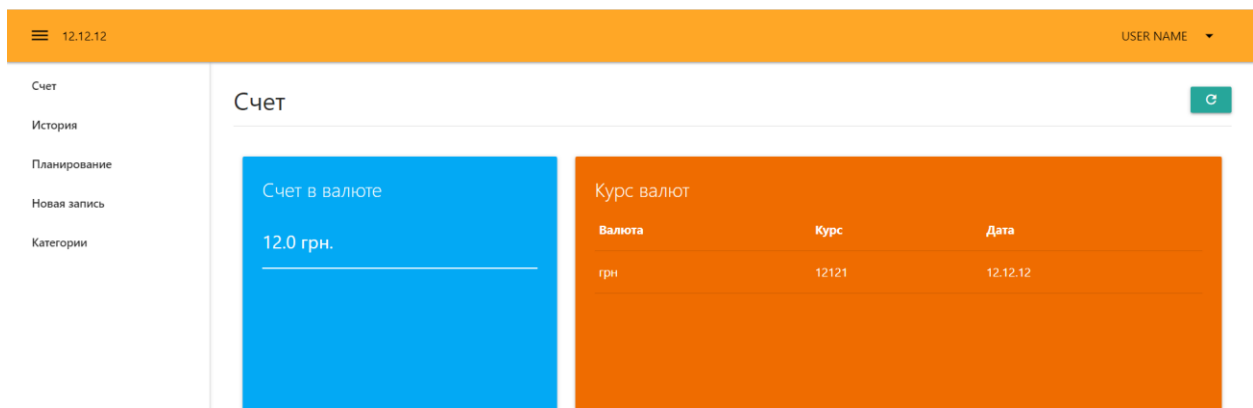 12.12.12 USER NAME
Счет
История
Планирование
Новая запись
Категории
Счет
Счет в валюте
12.0 грн.
Курс валют
Валюта Курс Дата
грн 12121 12.12.12